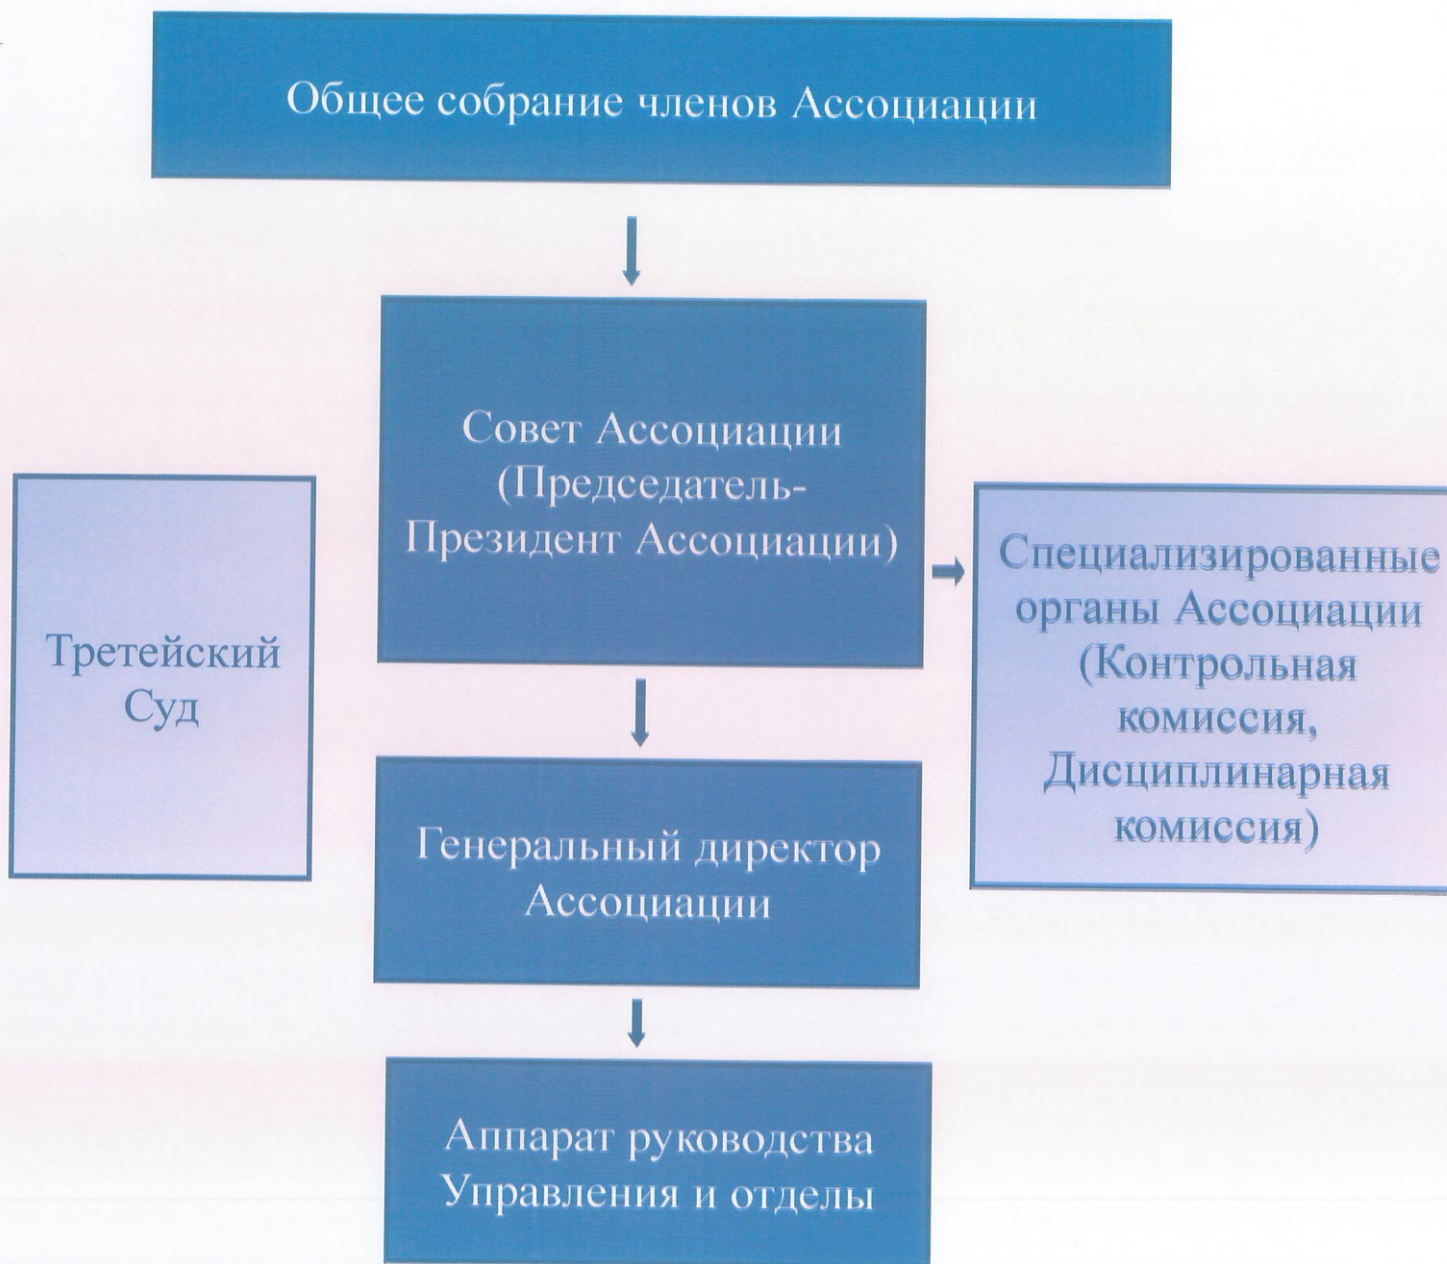 Общее собрание членов Ассоциации
Совет Ассоциации
(Председатель-
Президент Ассоциации)
Третейский
Суд
Специализированные
органы Ассоциации
(Контрольная
комиссия,
Дисциплинарная
комиссия)
Генеральный директор
Ассоциации
Аппарат руководства
Управления и отделы